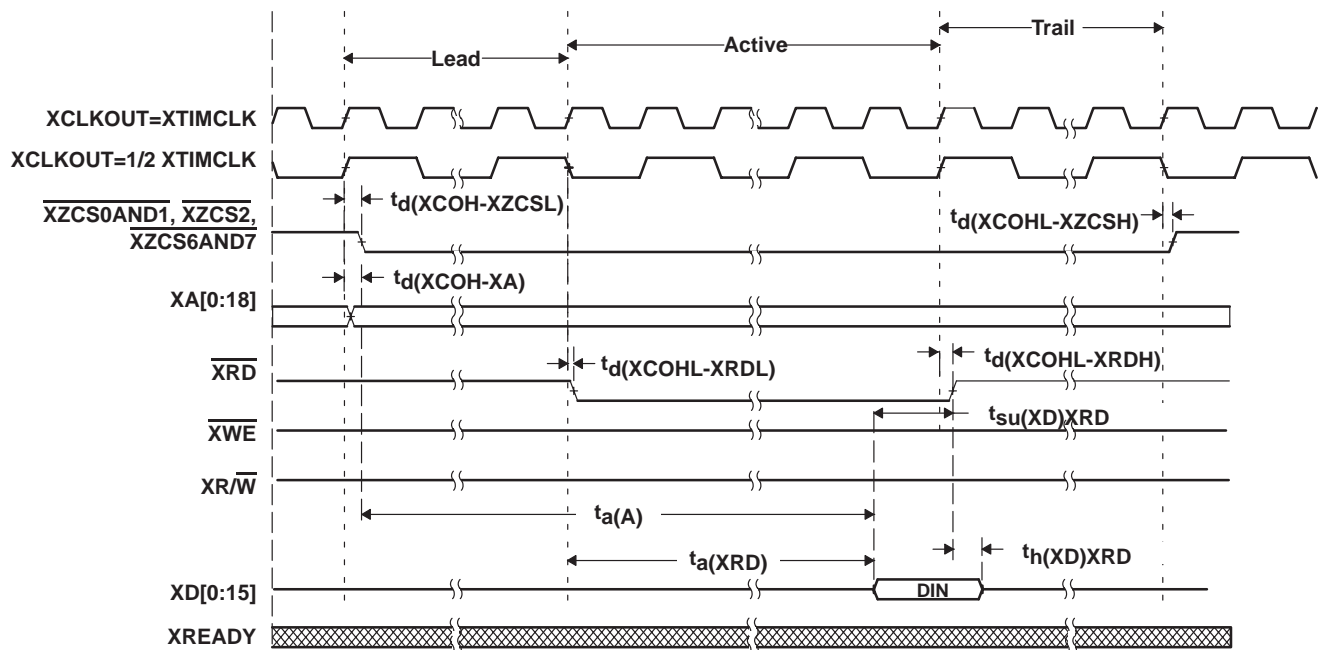 Trail
Active
Lead
XCLKOUT=XTIMCLK
XCLKOUT=1/2 XTIMCLK
td(XCOH-XZCSL)
XZCS0AND1, XZCS2,
XZCS6AND7
td(XCOHL-XZCSH)
td(XCOH-XA)
XA[0:18]
XRD
td(XCOHL-XRDL)
td(XCOHL-XRDH)
tsu(XD)XRD
XWE
XR/W
ta(A)
ta(XRD)
th(XD)XRD
XD[0:15]
DIN
XREADY